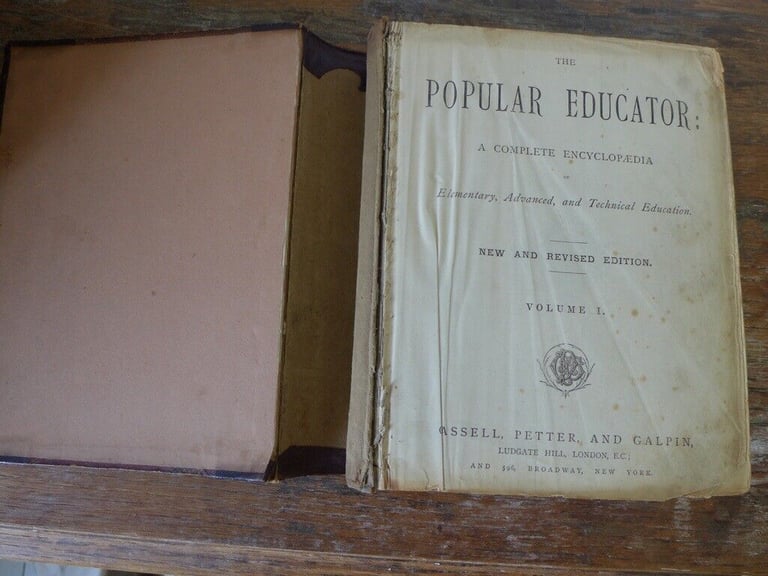 THE
POPULAR EDUCATOR:
A COMPLETE ENCYCLOPÆDIA
OF
Elementary, Advanced, and Technical Education.
NEW AND REVISED EDITION.
VOLUME I.
ASSELL, PETTER, AND GALPIN,
LUDGATE HILL, LONDON, E.C.;
AND 596, BROADWAY, NEW YORK.